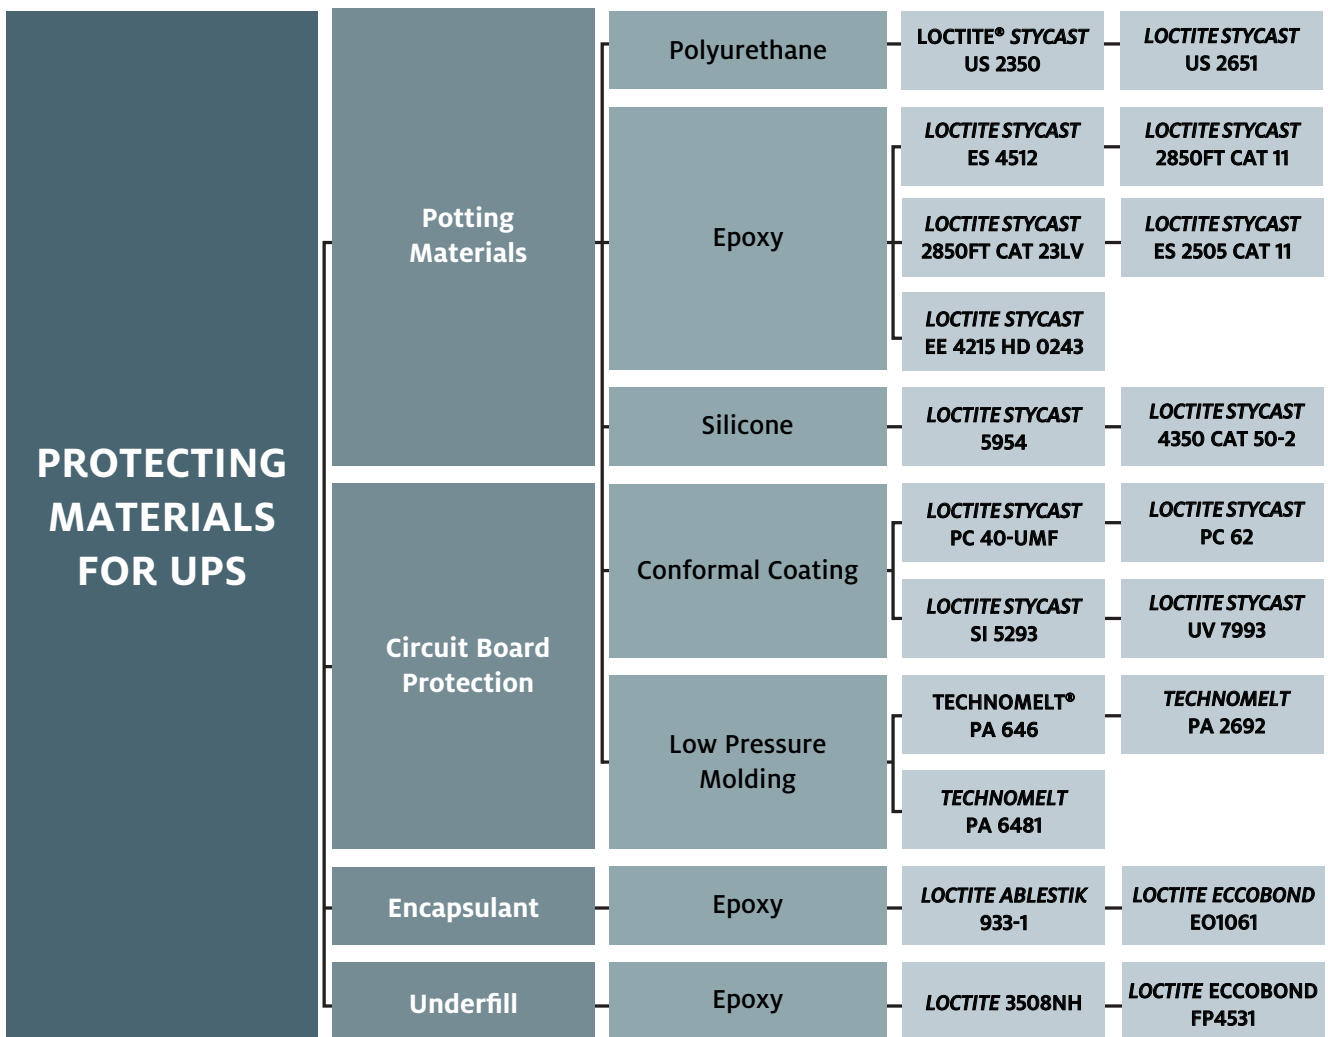 PROTECTING
MATERIALS
FOR UPS
Potting
Materials
Polyurethane
LOCTITE® STYCAST
US 2350
LOCTITE STYCAST
US 2651
Epoxy
LOCTITE STYCAST
ES 4512
LOCTITE STYCAST
2850FT CAT 11
LOCTITE STYCAST
2850FT CAT 23LV
LOCTITE STYCAST
ES 2505 CAT 11
LOCTITE STYCAST
EE 4215 HD 0243
Silicone
LOCTITE STYCAST
5954
LOCTITE STYCAST
4350 CAT 50-2
Circuit Board
Protection
Conformal Coating
LOCTITE STYCAST
PC 40-UMF
LOCTITE STYCAST
PC 62
LOCTITE STYCAST
SI 5293
LOCTITE STYCAST
UV 7993
Low Pressure
Molding
TECHNOMELT®
PA 646
TECHNOMELT
PA 2692
TECHNOMELT
PA 6481
Encapsulant
Epoxy
LOCTITE ABLESTIK
933-1
LOCTITE ECCOBOND
EO1061
Underfill
Epoxy
LOCTITE 3508NH
LOCTITE ECCOBOND
FP4531